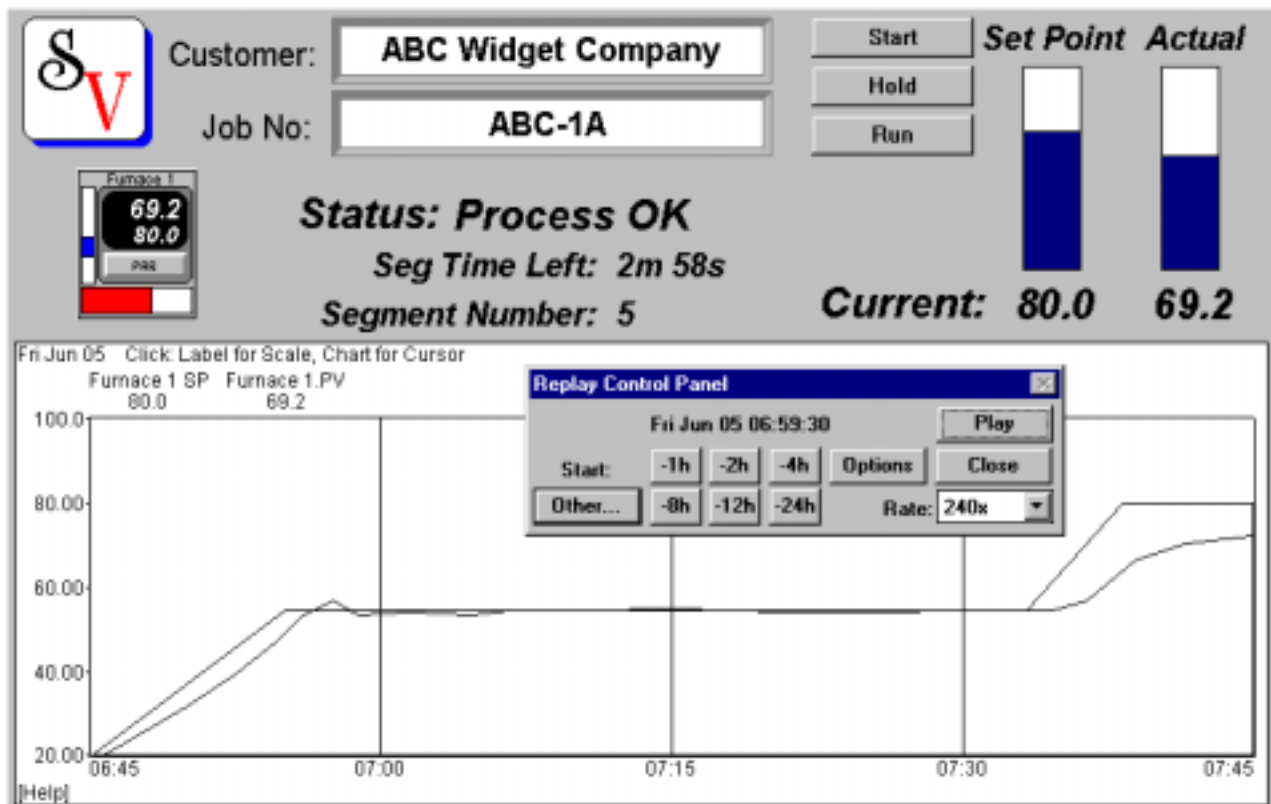 SV
Customer: ABC Widget Company
Job No: ABC-1A
Start
Hold
Run
Set Point Actual
Furnace 1
69.2
80.0
PAR
Status: Process OK
Seg Time Left: 2m 58s
Segment Number: 5
Current: 80.0 69.2
Fri Jun 05 Click: Label for Scale, Chart for Cursor
Furnace 1 SP Furnace 1.PV
80.0 69.2
Replay Control Panel
Fri Jun 05 06:59:30
Play
Start: -1h -2h -4h Options Close
Other... -8h -12h -24h Rate: 240x
100.0
80.00
60.00
40.00
20.00
06:45 07:00 07:15 07:30 07:45
[Help]